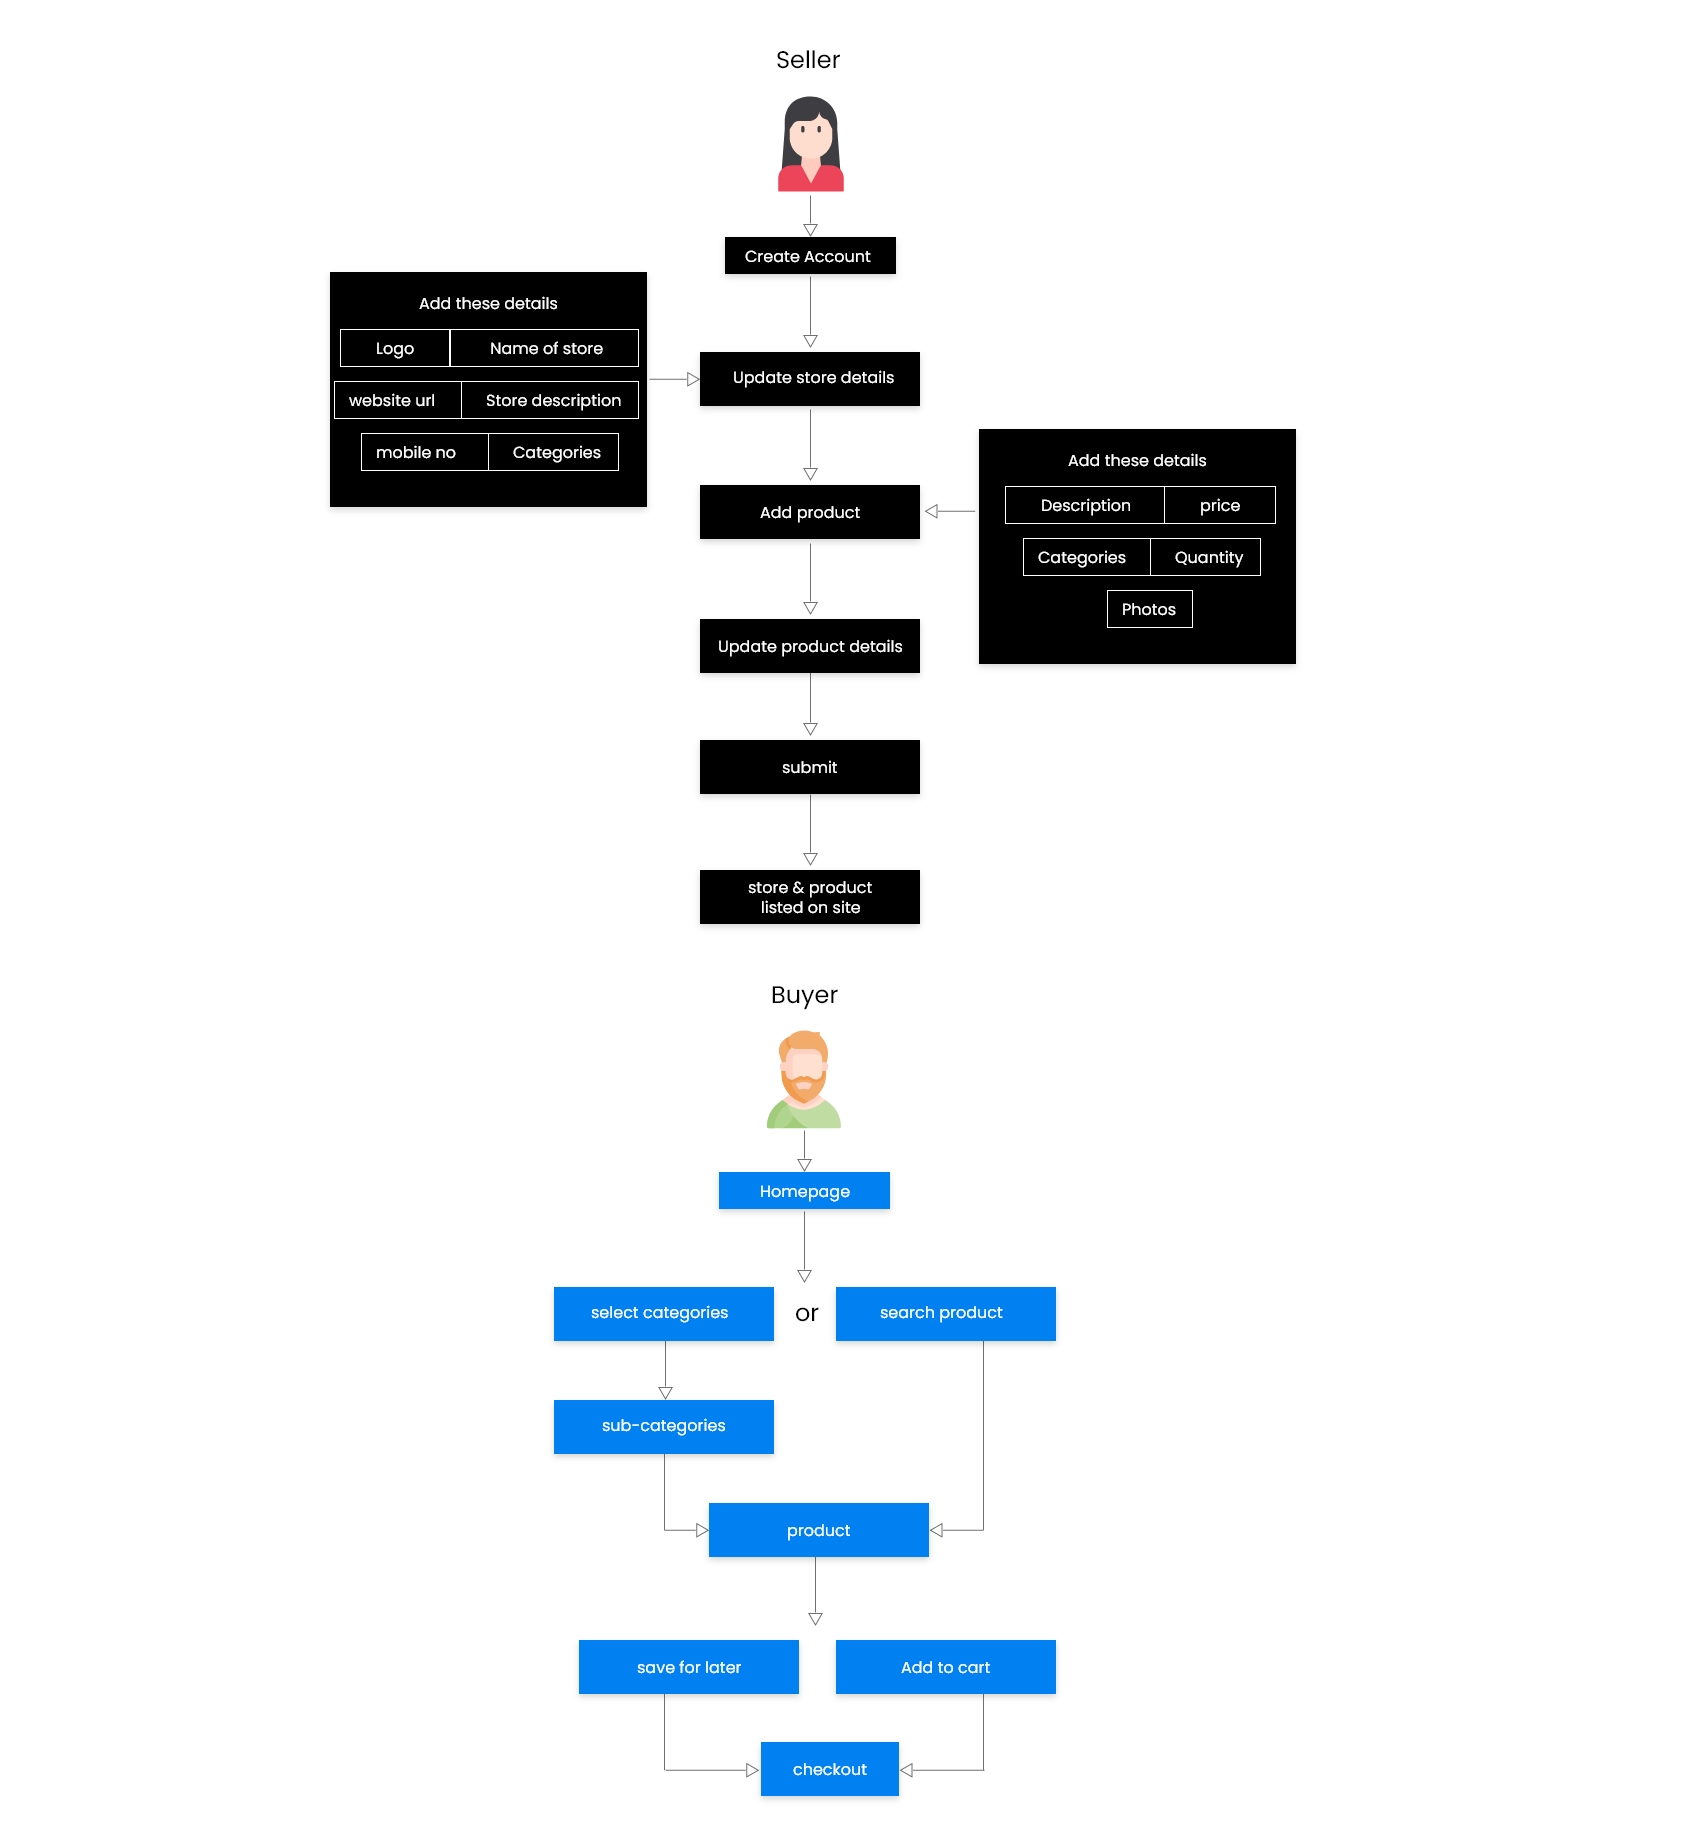 Seller
Create Account
Add these details
Logo
Name of store
website url
Store description
mobile no
Categories
Update store details
Add product
Add these details
Description
price
Categories
Quantity
Photos
Update product details
submit
store & product
listed on site
Buyer
Homepage
select categories
or
search product
sub-categories
product
save for later
Add to cart
checkout